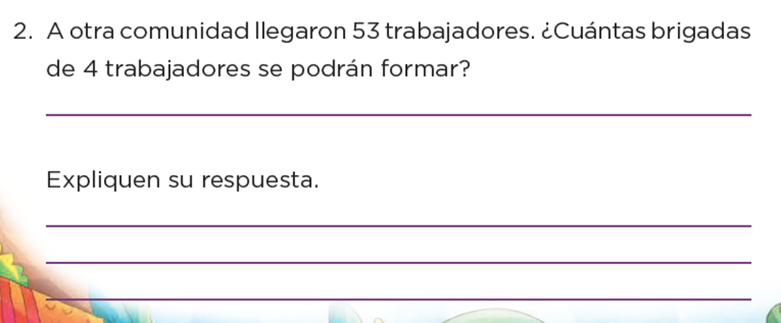 2. A otra comunidad llegaron 53 trabajadores. ¿Cuántas brigadas
de 4 trabajadores se podrán formar?
Expliquen su respuesta.